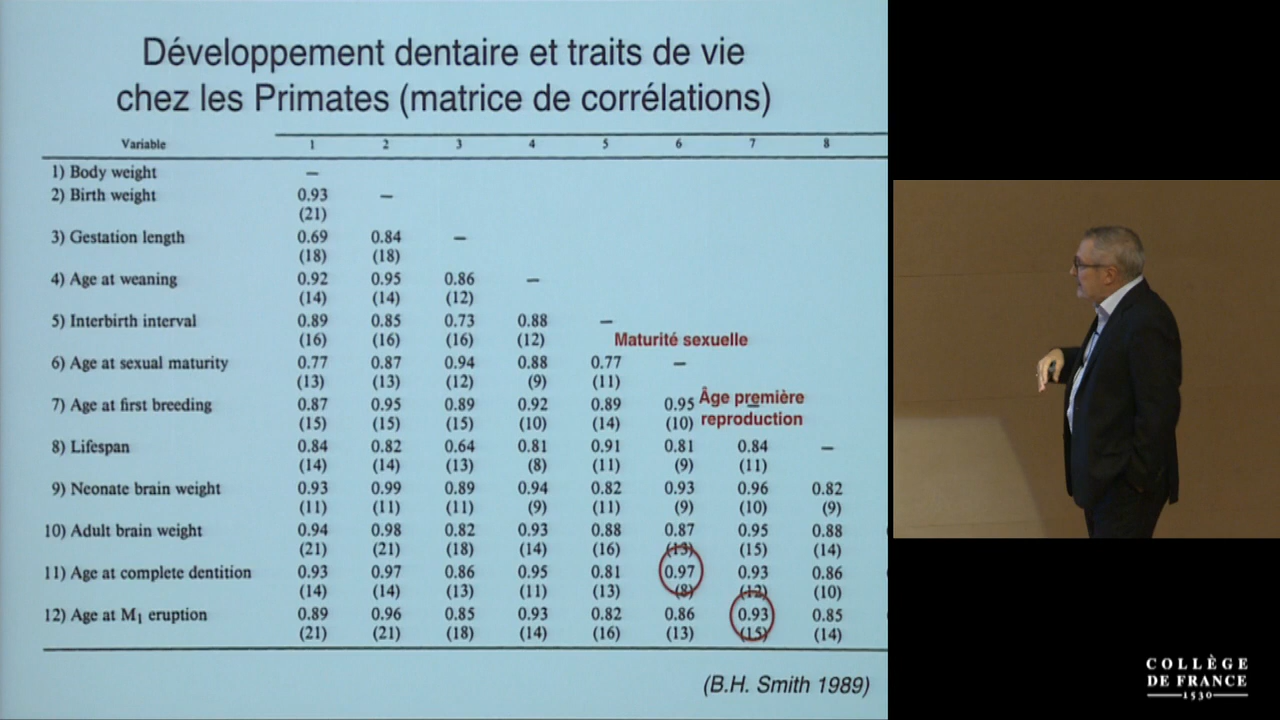 Développement dentaire et traits de vie
chez les Primates (matrice de corrélations)
Variable 1 2 3 4 5 6 7 8
1) Body weight —
2) Birth weight 0.93 —
(21)
3) Gestation length 0.69 0.84 —
(18) (18)
4) Age at weaning 0.92 0.95 0.86 —
(14) (14) (12)
5) Interbirth interval 0.89 0.85 0.73 0.88 —
(16) (16) (16) (12) Maturité sexuelle
6) Age at sexual maturity 0.77 0.87 0.94 0.88 0.77 —
(13) (13) (12) (9) (11)
7) Age at first breeding 0.87 0.95 0.89 0.92 0.89 0.95 Âge première —
(15) (15) (15) (10) (14) (10) reproduction
8) Lifespan 0.84 0.82 0.64 0.81 0.91 0.81 0.84 —
(14) (14) (13) (8) (11) (9) (11)
9) Neonate brain weight 0.93 0.99 0.89 0.94 0.82 0.93 0.96 0.82
(11) (11) (11) (9) (11) (9) (10) (9)
10) Adult brain weight 0.94 0.98 0.82 0.93 0.88 0.87 0.95 0.88
(21) (21) (18) (14) (16) (13) (15) (14)
11) Age at complete dentition 0.93 0.97 0.86 0.95 0.81 0.97 0.93 0.86
(14) (14) (13) (11) (13) (8) (12) (10)
12) Age at M₁ eruption 0.89 0.96 0.85 0.93 0.82 0.86 0.93 0.85
(21) (21) (18) (14) (16) (13) (15) (14)
(B.H. Smith 1989)
COLLÈGE
DE FRANCE
1530